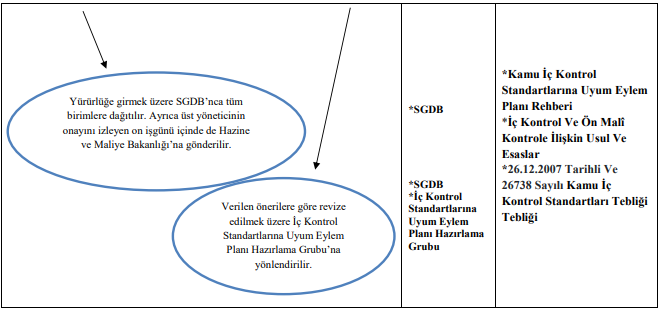 Yürürlüğe girmek üzere SGDB'nca tüm
birimlere dağıtılır. Ayrıca üst yöneticinin
onayını izleyen on işgünü içinde de Hazine
ve Maliye Bakanlığı'na gönderilir.
Verilen önerilere göre revize
edilmek üzere İç Kontrol
Standartlarına Uyum Eylem
Planı Hazırlama Grubu'na
yönlendirilir.
*SGDB
*SGDB
*İç Kontrol
Standartlarına
Uyum Eylem
Planı Hazırlama
Grubu
*Kamu İç Kontrol
Standartlarına Uyum Eylem
Planı Rehberi
*İç Kontrol Ve Ön Malî
Kontrole İlişkin Usul Ve
Esaslar
*26.12.2007 Tarihli Ve
26738 Sayılı Kamu İç
Kontrol Standartları Tebliği
Tebliği